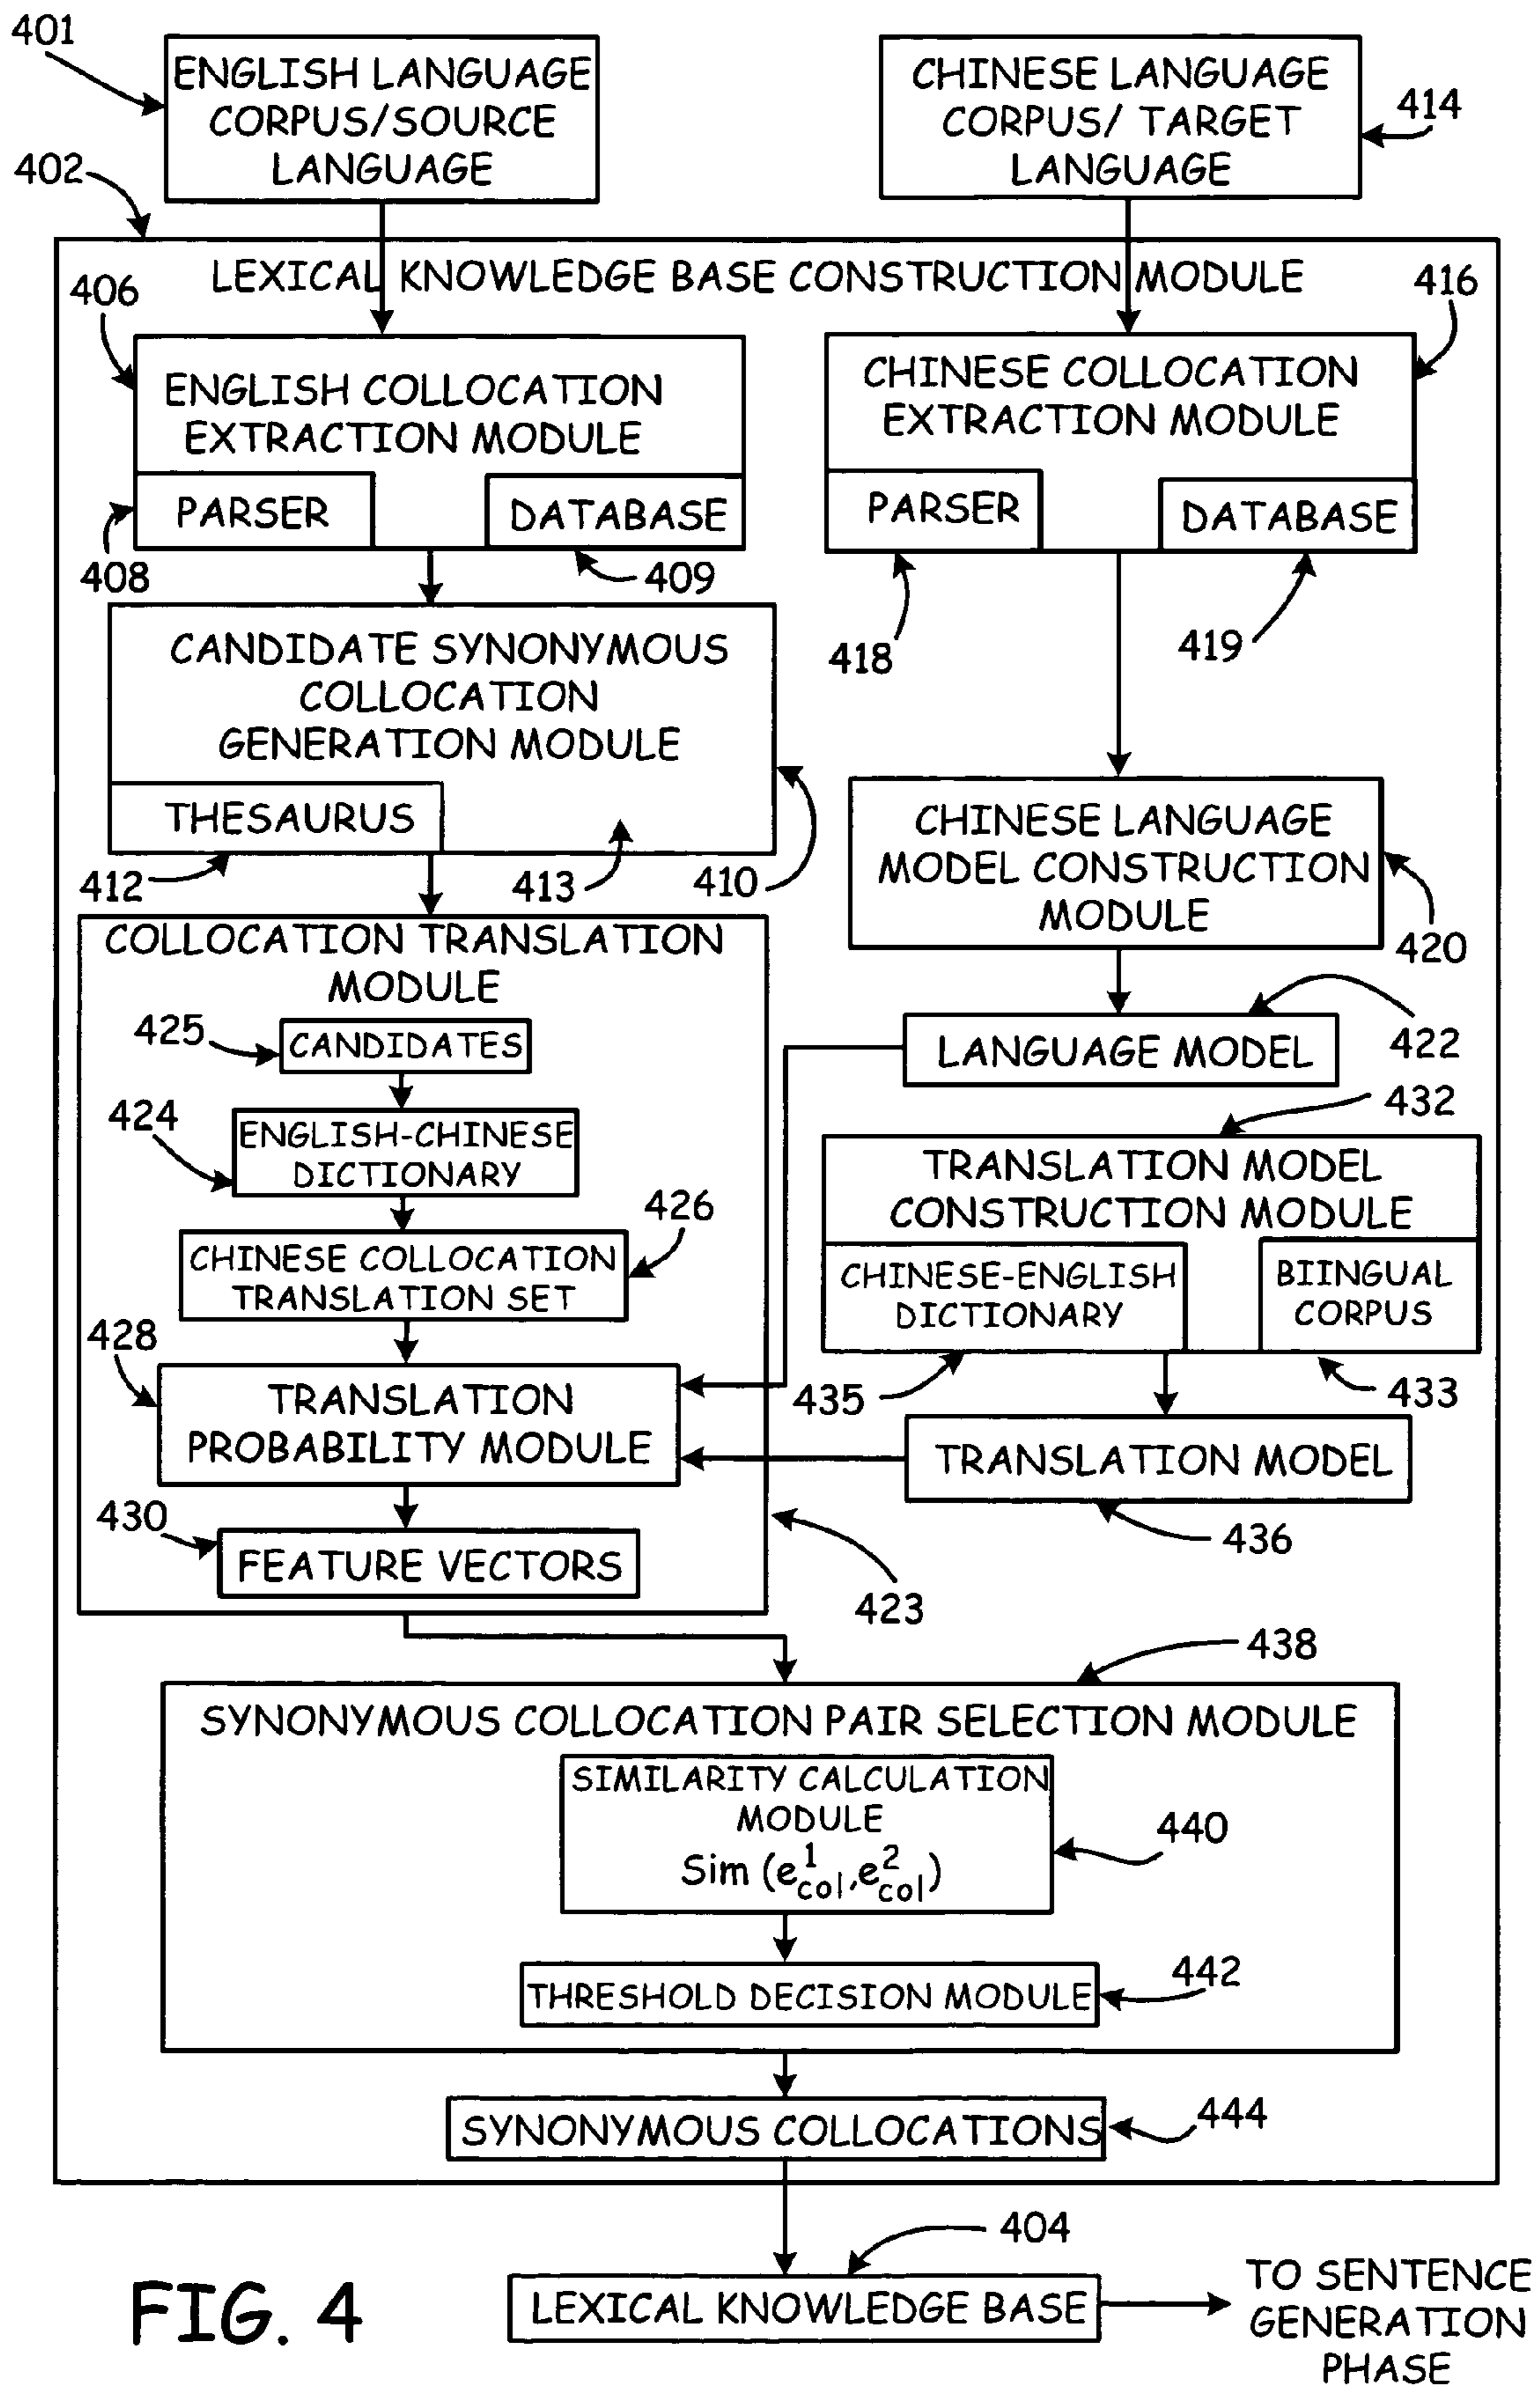 401
ENGLISH LANGUAGE
CORPUS/SOURCE
LANGUAGE
CHINESE LANGUAGE
CORPUS/ TARGET
LANGUAGE
414
402
LEXICAL KNOWLEDGE BASE CONSTRUCTION MODULE
406
ENGLISH COLLOCATION
EXTRACTION MODULE
PARSER
DATABASE
408
409
416
CHINESE COLLOCATION
EXTRACTION MODULE
PARSER
DATABASE
418
419
CANDIDATE SYNONYMOUS
COLLOCATION
GENERATION MODULE
THESAURUS
412
413
410
CHINESE LANGUAGE
MODEL CONSTRUCTION
MODULE
420
COLLOCATION TRANSLATION
MODULE
425
CANDIDATES
424
ENGLISH-CHINESE
DICTIONARY
426
CHINESE COLLOCATION
TRANSLATION SET
428
TRANSLATION
PROBABILITY MODULE
430
FEATURE VECTORS
423
LANGUAGE MODEL
422
432
TRANSLATION MODEL
CONSTRUCTION MODULE
CHINESE-ENGLISH
DICTIONARY
BIINGUAL
CORPUS
435
433
TRANSLATION MODEL
436
438
SYNONYMOUS COLLOCATION PAIR SELECTION MODULE
SIMILARITY CALCULATION
MODULE
Sim (e¹col,e²col)
440
THRESHOLD DECISION MODULE
442
SYNONYMOUS COLLOCATIONS
444
404
LEXICAL KNOWLEDGE BASE
TO SENTENCE
GENERATION
PHASE
FIG. 4